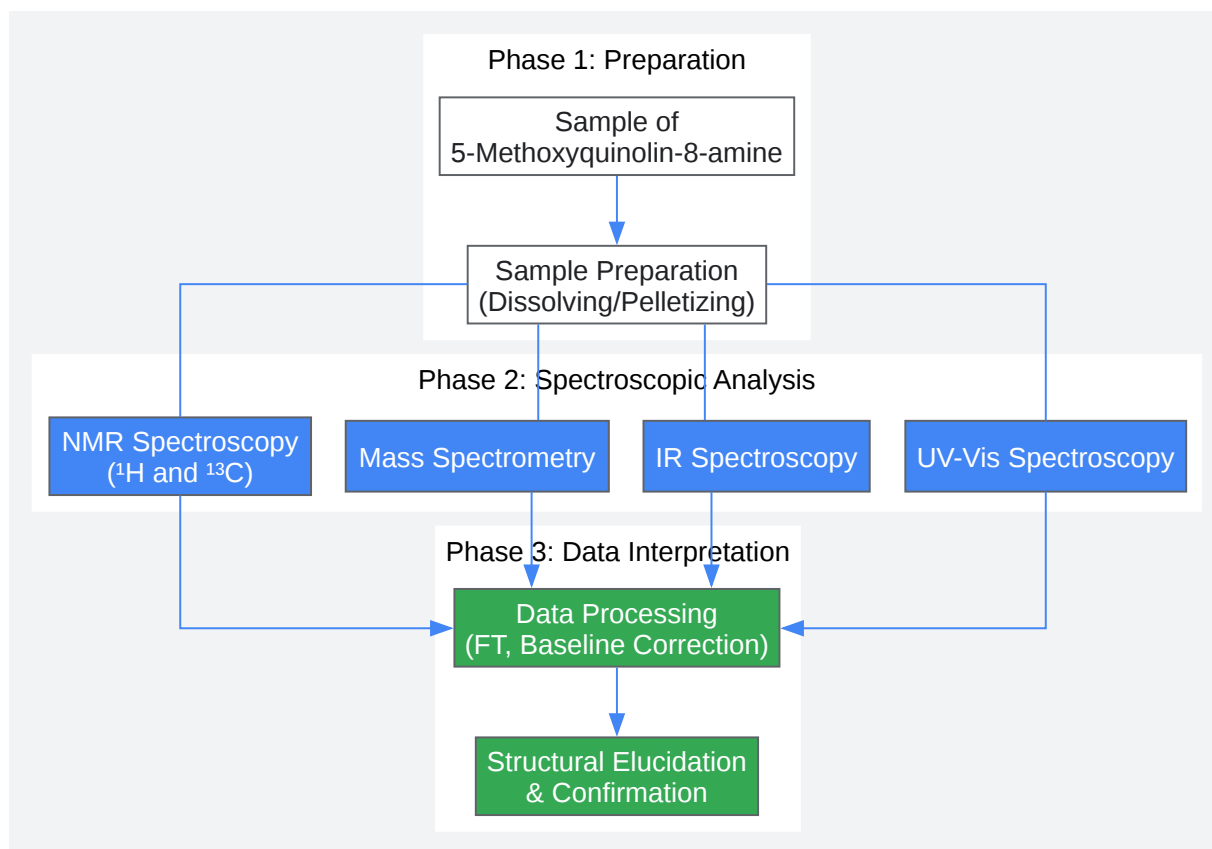 Phase 1: Preparation
Sample of
5-Methoxyquinolin-8-amine
Sample Preparation
(Dissolving/Pelletizing)
Phase 2: Spectroscopic Analysis
NMR Spectroscopy
(¹H and ¹³C)
Mass Spectrometry
IR Spectroscopy
UV-Vis Spectroscopy
Phase 3: Data Interpretation
Data Processing
(FT, Baseline Correction)
Structural Elucidation
& Confirmation